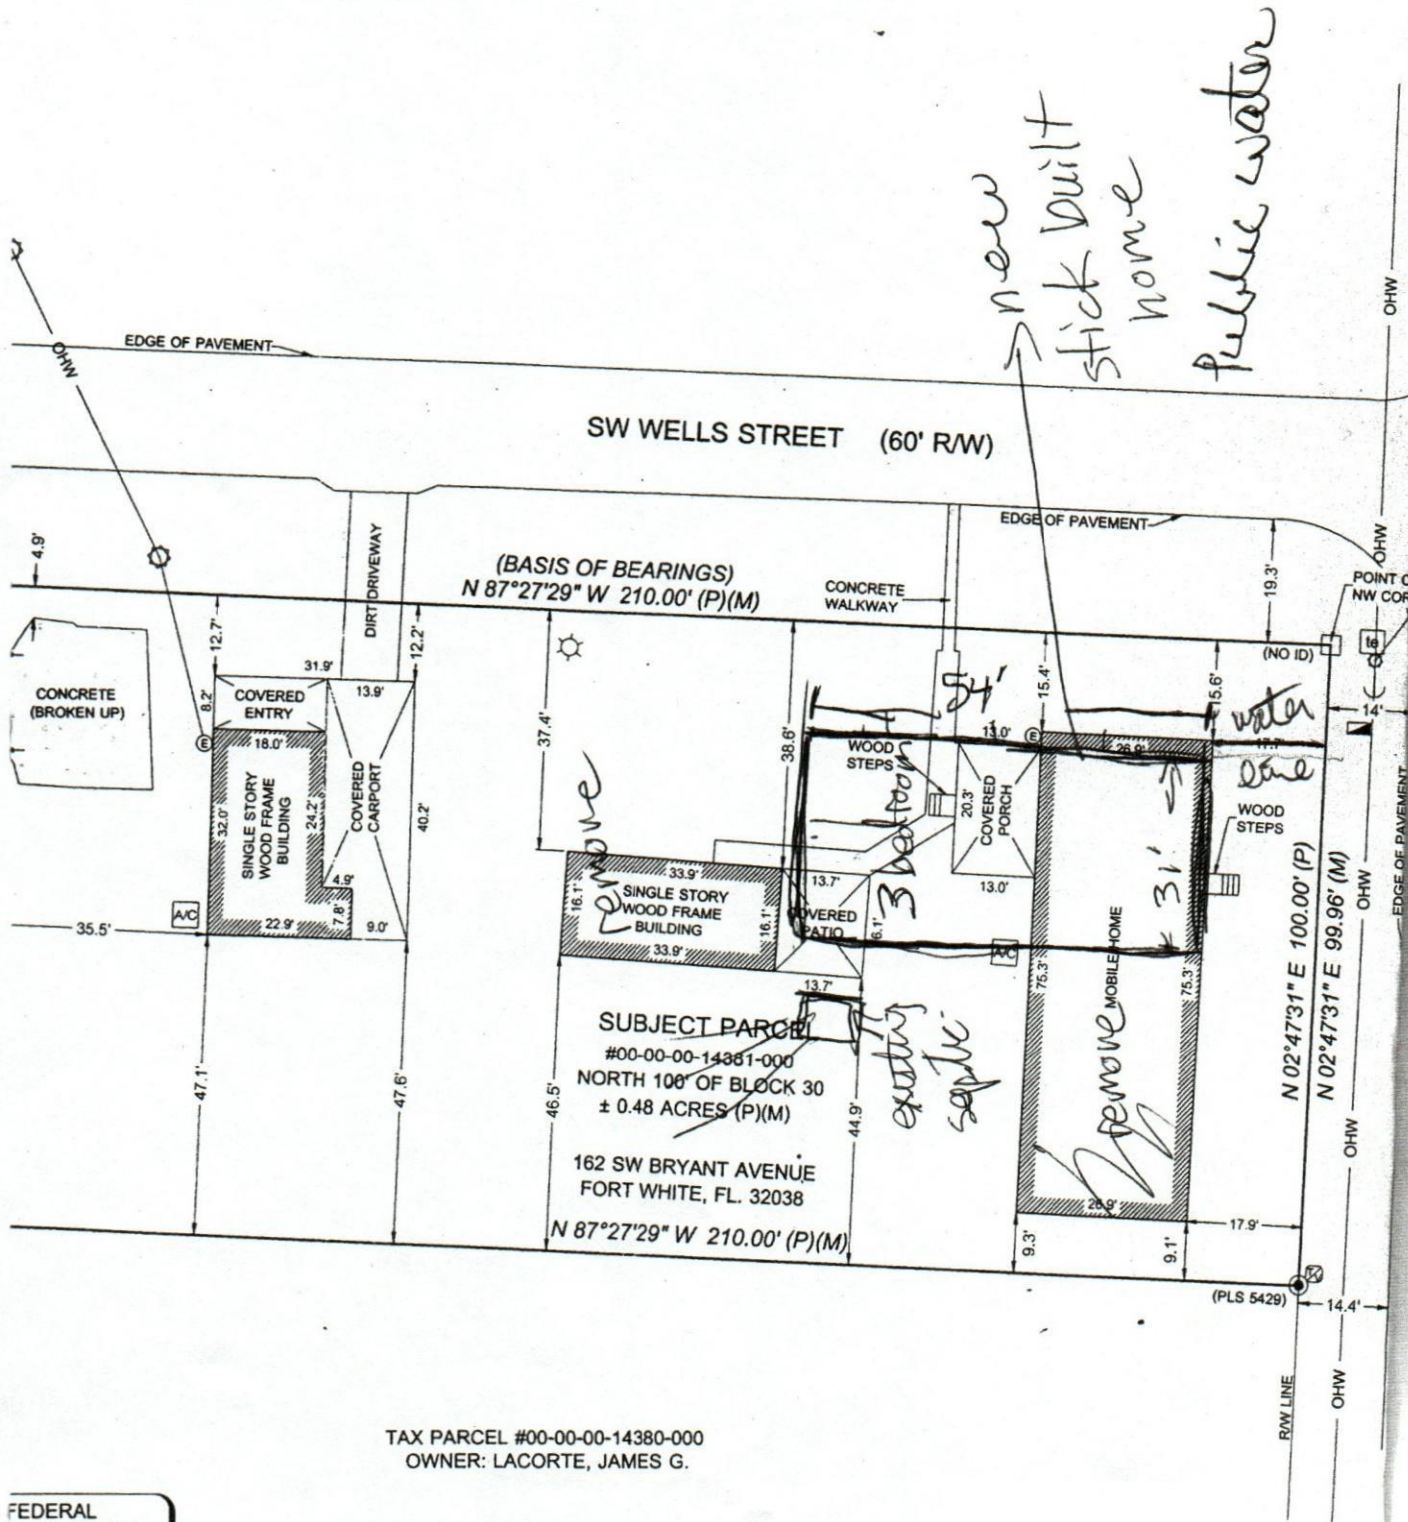 new
stick built
home
Public water
OHW
OHW
EDGE OF PAVEMENT
SW WELLS STREET (60' R/W)
EDGE OF PAVEMENT
OHW
4.9'
(BASIS OF BEARINGS)
N 87°27'29" W 210.00' (P)(M)
DIRT DRIVEWAY
CONCRETE
WALKWAY
19.3'
POINT O
NW COR
(NO ID)
te
12.7'
12.2'
37.4'
38.6'
15.4'
15.6'
14'
CONCRETE
(BROKEN UP)
8.2'
31.9'
COVERED
ENTRY
13.9'
18.0'
E
54'
13.0'
E
26.9'
17.7'
water
line
WOOD
STEPS
WOOD
STEPS
3 bedroom
20.3'
COVERED
PORCH
13.0'
31'
32.0'
SINGLE STORY
WOOD FRAME
BUILDING
24.2'
COVERED
CARPORT
40.2'
4.9'
7.8'
9.0'
22.9'
A/C
35.5'
remove
33.9'
16.1'
SINGLE STORY
WOOD FRAME
BUILDING
16.1'
33.9'
13.7'
COVERED
PATIO
6.1'
13.7'
A/C
75.3'
MOBILE HOME
75.3'
remove
26.9'
existing
septic
SUBJECT PARCEL
#00-00-00-14381-000
NORTH 100' OF BLOCK 30
± 0.48 ACRES (P)(M)
162 SW BRYANT AVENUE
FORT WHITE, FL. 32038
N 87°27'29" W 210.00' (P)(M)
47.1'
47.6'
46.5'
44.9'
9.3'
9.1'
17.9'
N 02°47'31" E 100.00' (P)
N 02°47'31" E 99.96' (M)
OHW
OHW
EDGE OF PAVEMENT
(PLS 5429)
14.4'
R/W LINE
OHW
TAX PARCEL #00-00-00-14380-000
OWNER: LACORTE, JAMES G.
FEDERAL